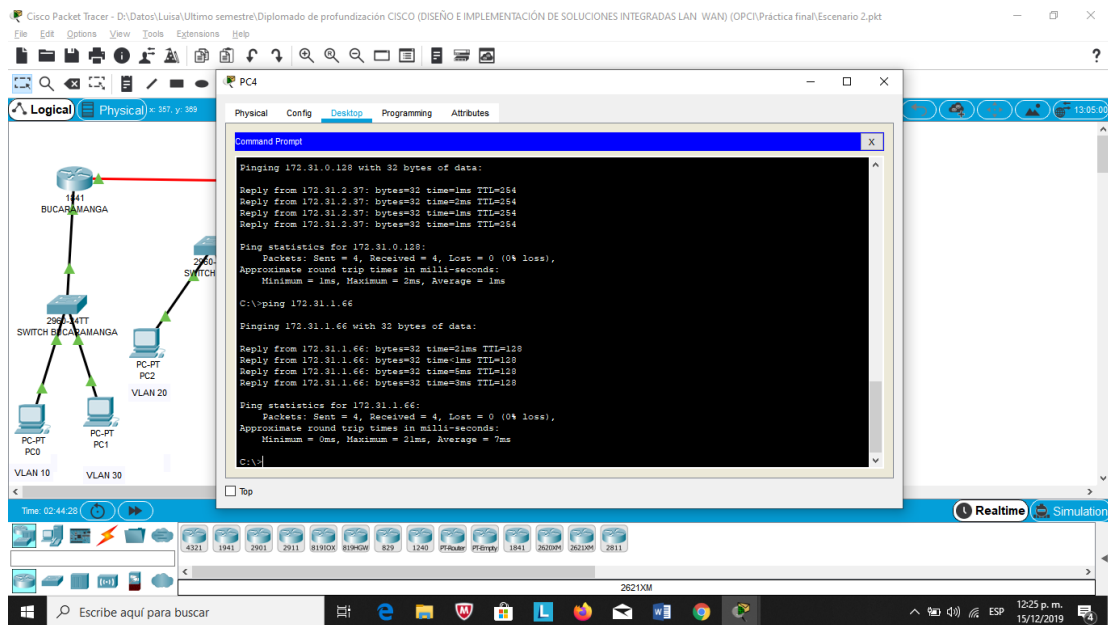 Cisco Packet Tracer - D:\Datos\Luisa\Ultimo semestre\Diplomado de profundización CISCO (DISEÑO E IMPLEMENTACIÓN DE SOLUCIONES INTEGRADAS LAN WAN) (OPCI\Práctica final\Escenario 2.pkt
File Edit Options View Tools Extensions Help
?
PC4
Logical Physical x: 357, y: 369
13:05:00
Physical Config Desktop Programming Attributes
Command Prompt X
Pinging 172.31.0.128 with 32 bytes of data:
Reply from 172.31.2.37: bytes=32 time=1ms TTL=254
Reply from 172.31.2.37: bytes=32 time=2ms TTL=254
Reply from 172.31.2.37: bytes=32 time=1ms TTL=254
Reply from 172.31.2.37: bytes=32 time=1ms TTL=254
Ping statistics for 172.31.0.128:
Packets: Sent = 4, Received = 4, Lost = 0 (0% loss),
Approximate round trip times in milli-seconds:
Minimum = 1ms, Maximum = 2ms, Average = 1ms
C:\>ping 172.31.1.66
Pinging 172.31.1.66 with 32 bytes of data:
Reply from 172.31.1.66: bytes=32 time=21ms TTL=128
Reply from 172.31.1.66: bytes=32 time<1ms TTL=128
Reply from 172.31.1.66: bytes=32 time=5ms TTL=128
Reply from 172.31.1.66: bytes=32 time=3ms TTL=128
Ping statistics for 172.31.1.66:
Packets: Sent = 4, Received = 4, Lost = 0 (0% loss),
Approximate round trip times in milli-seconds:
Minimum = 0ms, Maximum = 21ms, Average = 7ms
C:\>
Top
1841
BUCARAMANGA
2960-
SWITCH
2960-24TT
SWITCH BUCARAMANGA
PC-PT
PC2
VLAN 20
PC-PT
PC0
PC-PT
PC1
VLAN 10
VLAN 30
Time: 02:44:28
Realtime Simulation
4321 1941 2901 2911 819IOX 819HGW 829 1240 PT-Router PT-Empty 1841 2620XM 2621XM 2811
2621XM
Escribe aquí para buscar
ESP
12:25 p. m.
15/12/2019
4